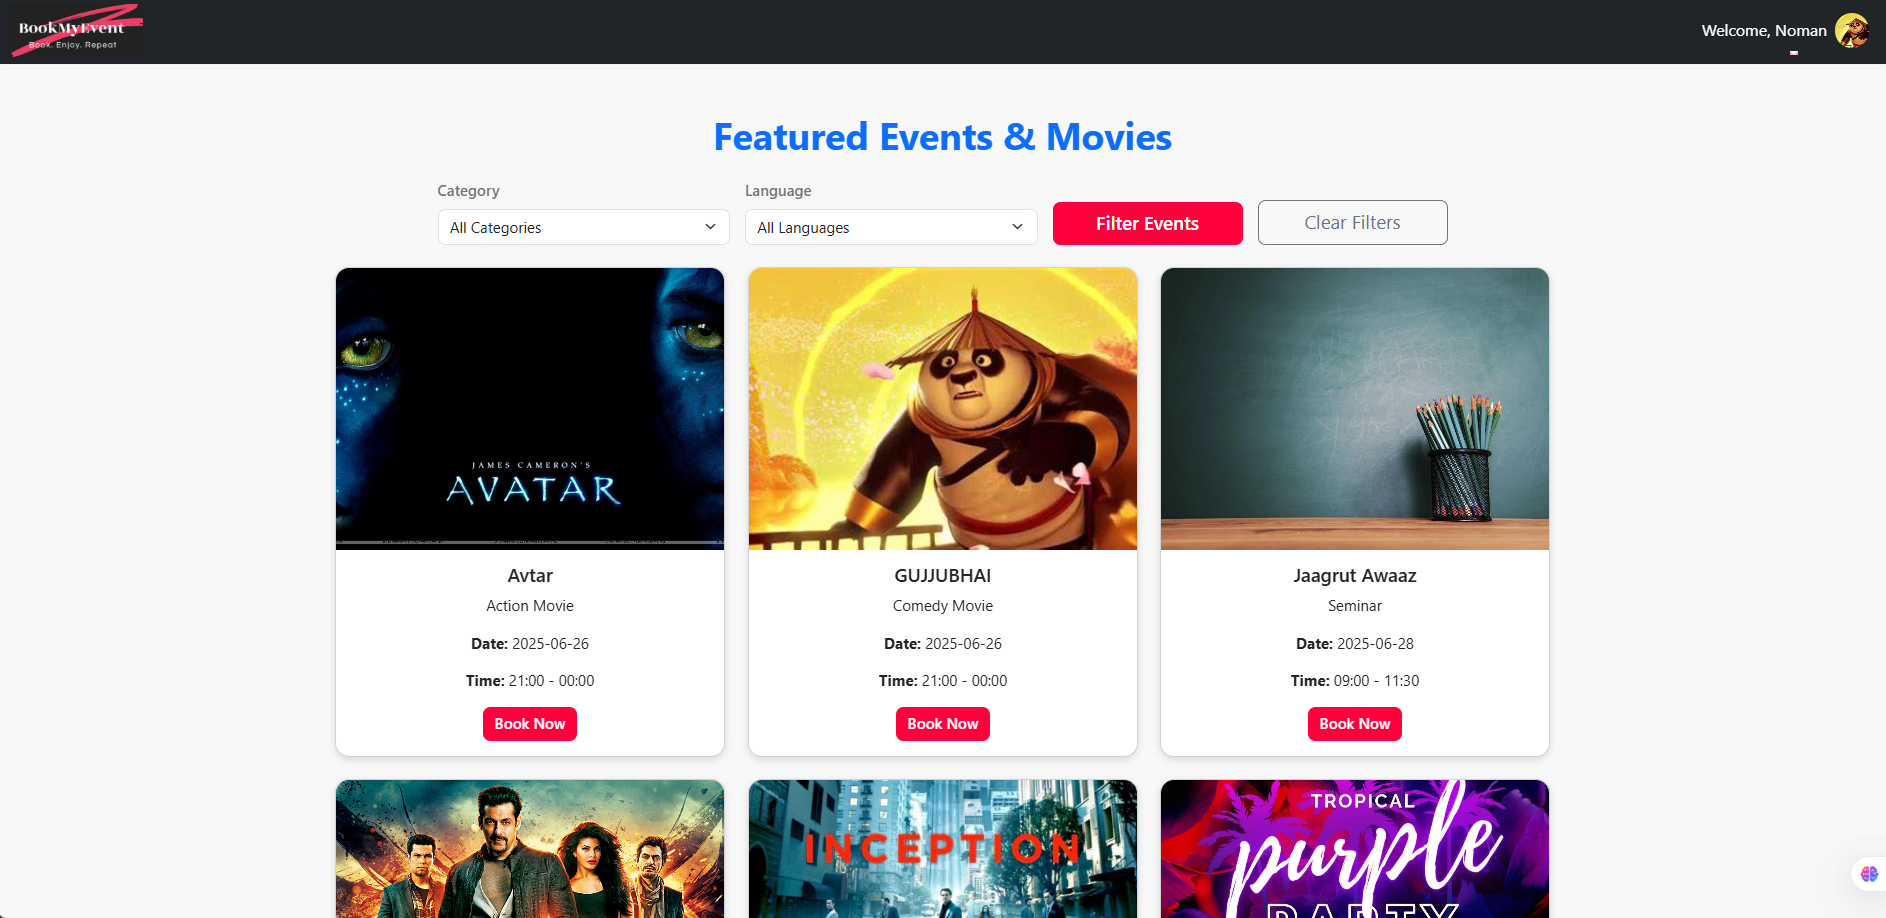 BookMyEvent
Book. Enjoy. Repeat
Welcome, Noman
Featured Events & Movies
Category
Language
All Categories
All Languages
Filter Events
Clear Filters
JAMES CAMERON'S
AVATAR
Avtar
Action Movie
Date: 2025-06-26
Time: 21:00 - 00:00
Book Now
GUJJUBHAI
Comedy Movie
Date: 2025-06-26
Time: 21:00 - 00:00
Book Now
Jaagrut Awaaz
Seminar
Date: 2025-06-28
Time: 09:00 - 11:30
Book Now
INCEPTION
TROPICAL
purple
PARTY